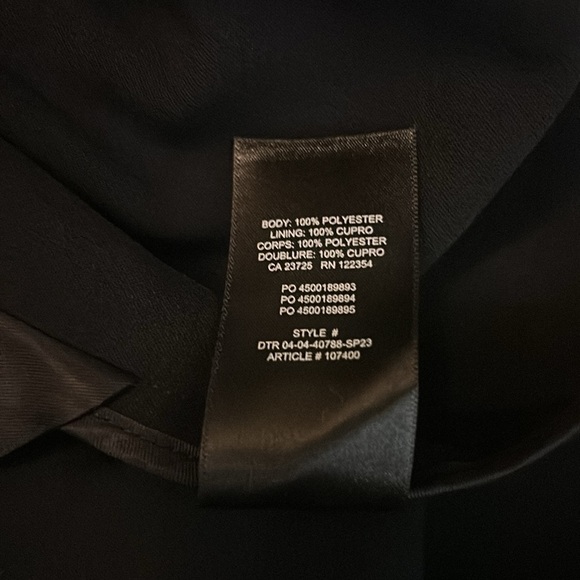 BODY: 100% POLYESTER
LINING: 100% CUPRO
CORPS: 100% POLYESTER
DOUBLURE: 100% CUPRO
CA 23725 RN 122354
PO 4500189893
PO 4500189894
PO 4500189895
STYLE #
DTR 04-04-40788-SP23
ARTICLE # 107400